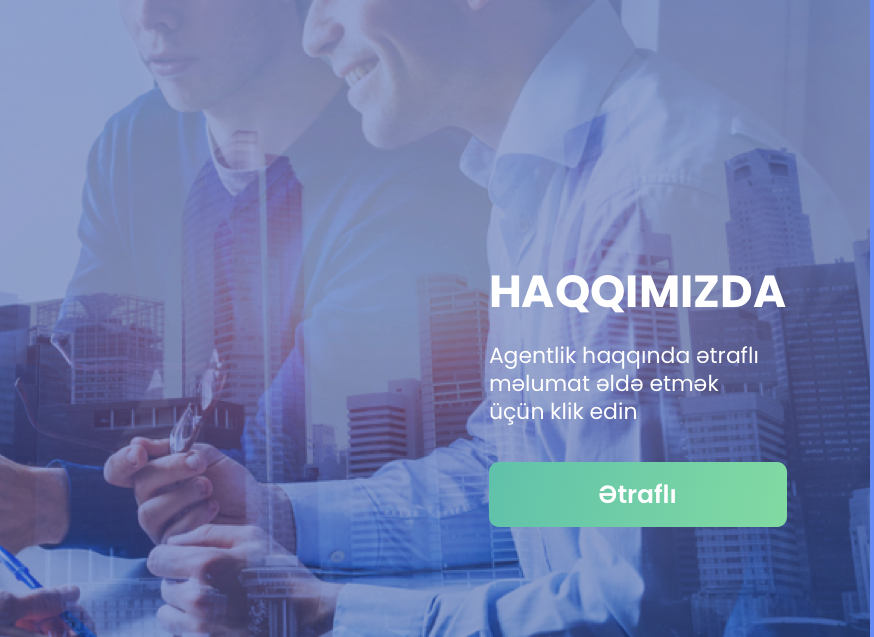 HAQQIMIZDA
Agentlik haqqında ətraflı
məlumat əldə etmək
üçün klik edin
Ətraflı